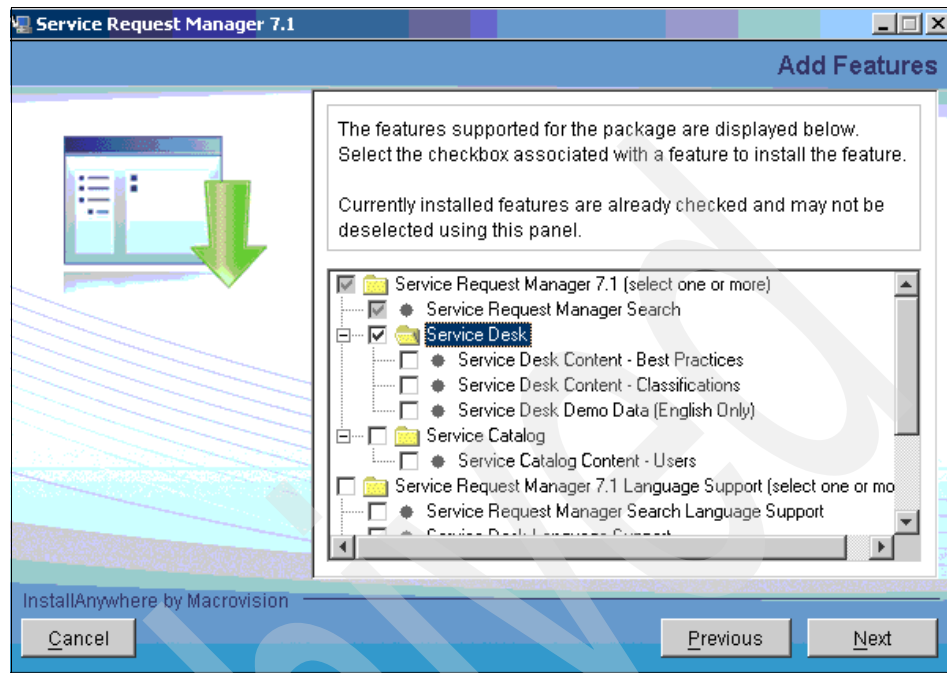 Service Request Manager 7.1
Add Features
The features supported for the package are displayed below.
Select the checkbox associated with a feature to install the feature.
Currently installed features are already checked and may not be
deselected using this panel.
Service Request Manager 7.1 (select one or more)
Service Request Manager Search
Service Desk
Service Desk Content - Best Practices
Service Desk Content - Classifications
Service Desk Demo Data (English Only)
Service Catalog
Service Catalog Content - Users
Service Request Manager 7.1 Language Support (select one or mo
Service Request Manager Search Language Support
Service Desk Language Support
InstallAnywhere by Macrovision
Cancel
Previous
Next